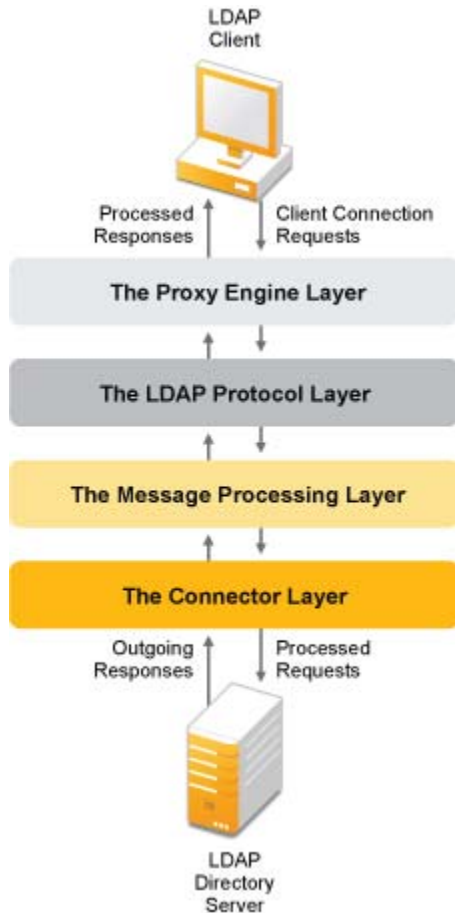 LDAP
Client
Processed
Responses
Client Connection
Requests
The Proxy Engine Layer
The LDAP Protocol Layer
The Message Processing Layer
The Connector Layer
Outgoing
Responses
Processed
Requests
LDAP
Directory
Server